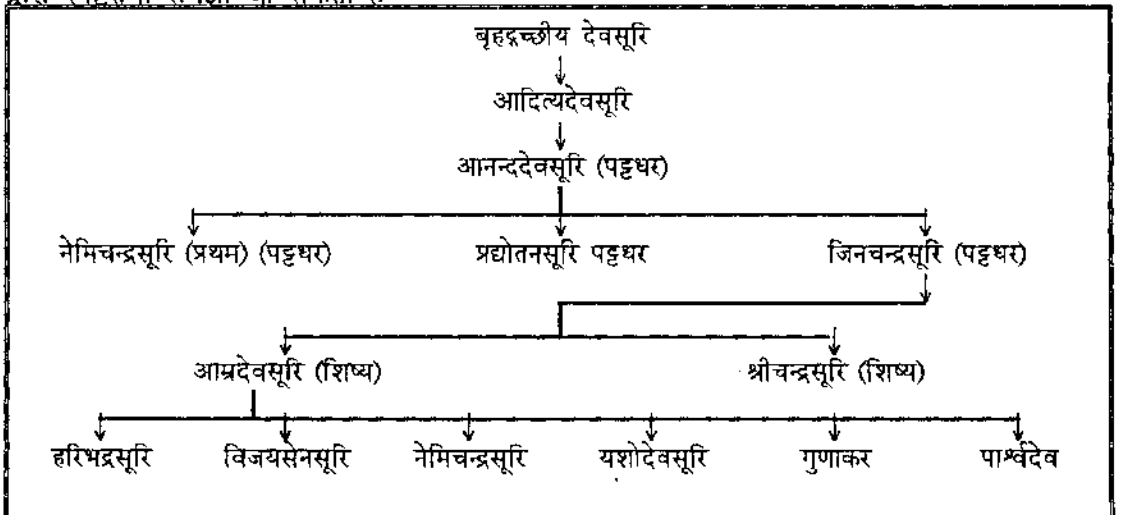 बृहद्गच्छीय देवसूरि
आदित्यदेवसूरि
आनन्ददेवसूरि (पट्टधर)
नेमिचन्द्रसूरि (प्रथम) (पट्टधर) प्रद्योतनसूरि पट्टधर जिनचन्द्रसूरि (पट्टधर)
आम्रदेवसूरि (शिष्य) श्रीचन्द्रसूरि (शिष्य)
हरिभद्रसूरि विजयसेनसूरि नेमिचन्द्रसूरि यशोदेवसूरि गुणाकर पार्श्वदेव